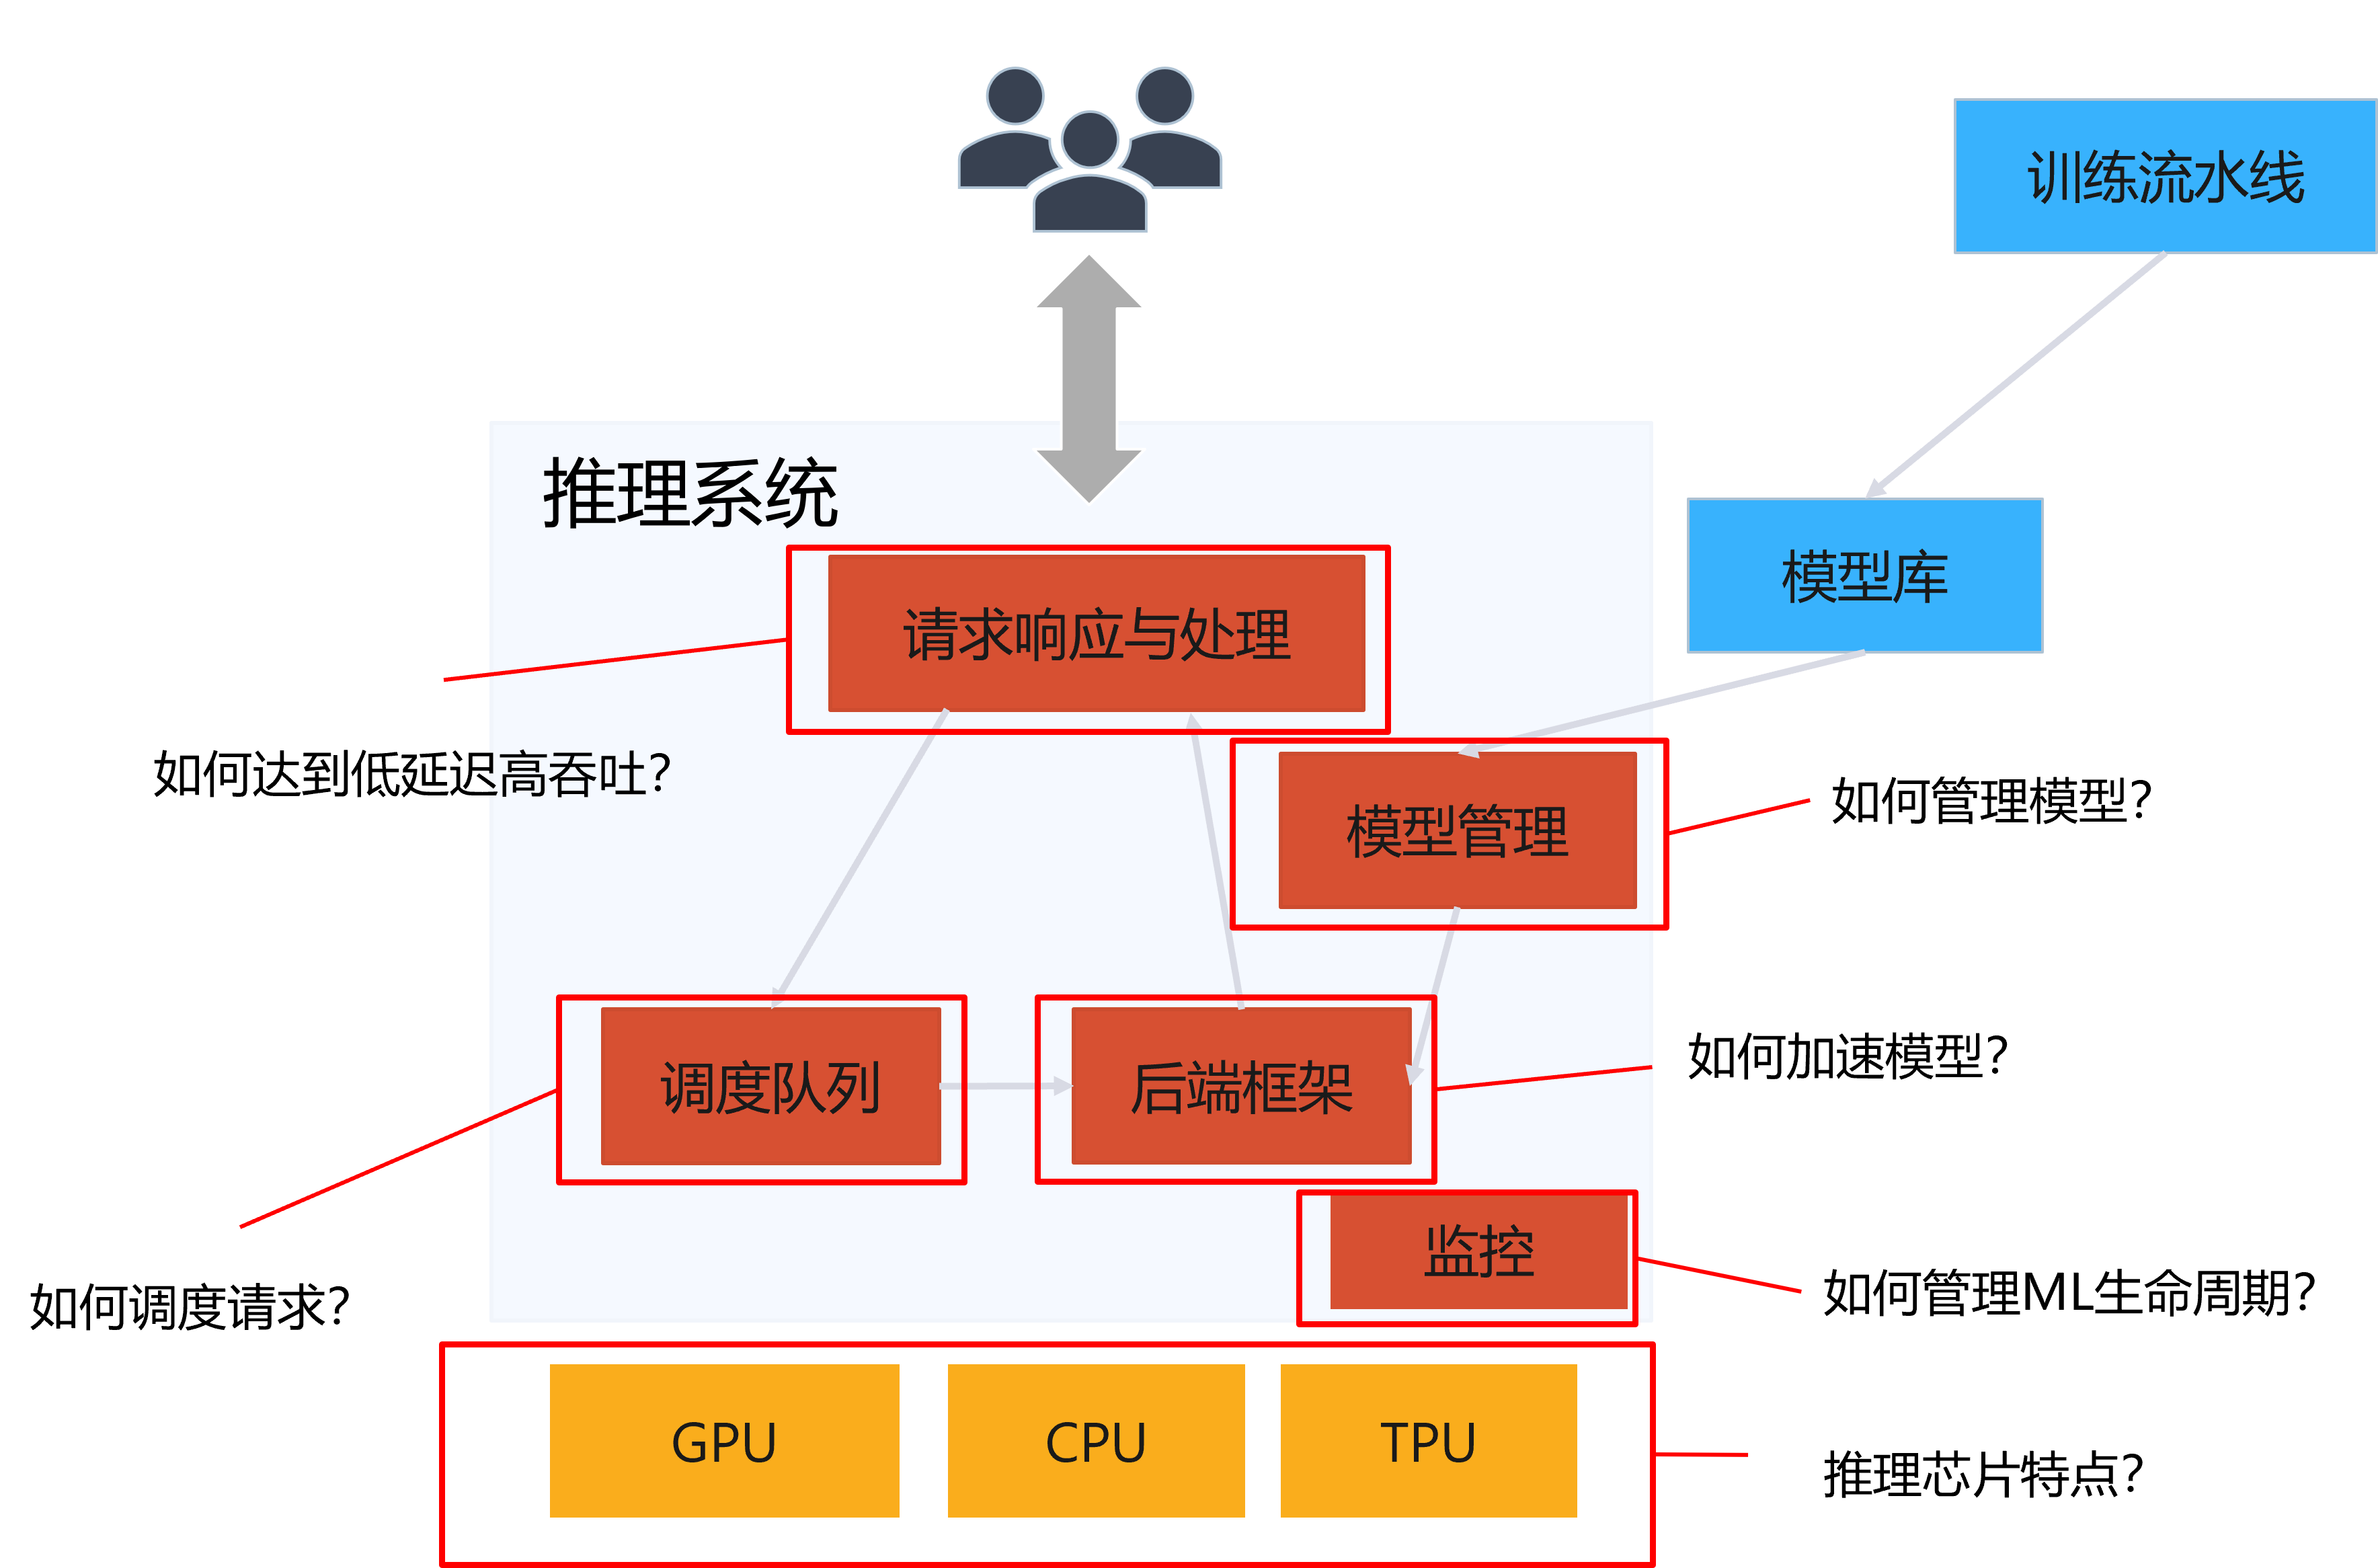 训练流水线
推理系统
模型库
请求响应与处理
如何达到低延迟高吞吐？
模型管理
如何管理模型？
调度队列
后端框架
如何加速模型？
监控
如何调度请求？
如何管理ML生命周期？
GPU
CPU
TPU
推理芯片特点？